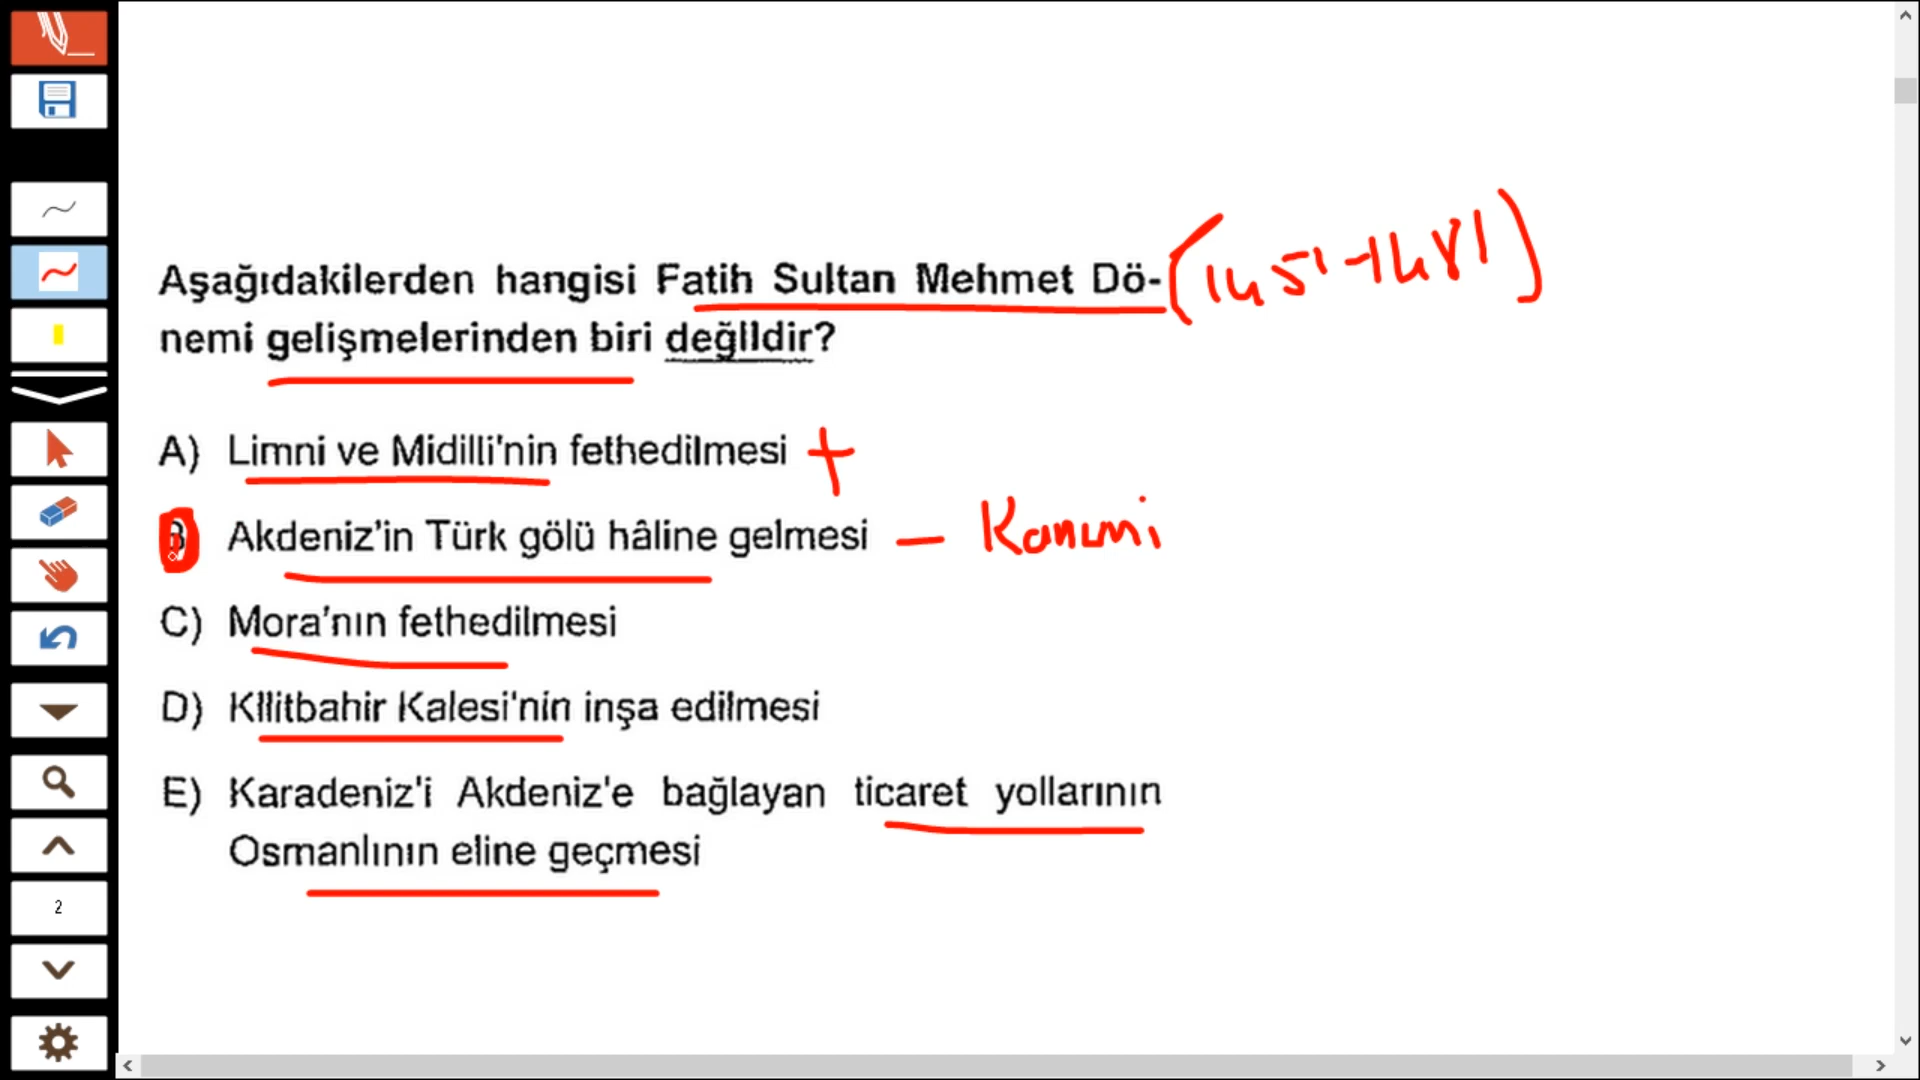 Aşağıdakilerden hangisi Fatih Sultan Mehmet Dö- (1451-1481)
nemi gelişmelerinden biri değildir?
A) Limni ve Midilli'nin fethedilmesi +
B) Akdeniz'in Türk gölü hâline gelmesi - Kanuni
C) Mora'nın fethedilmesi
D) Kilitbahir Kalesi'nin inşa edilmesi
E) Karadeniz'i Akdeniz'e bağlayan ticaret yollarının
Osmanlının eline geçmesi
2